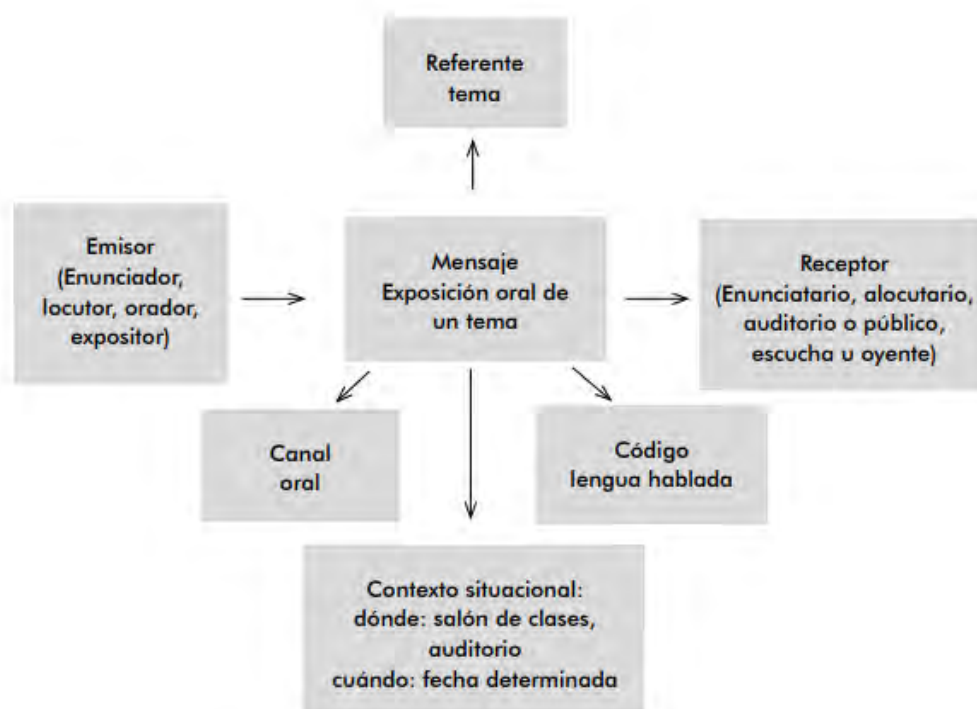 Referente
tema
Emisor
(Enunciador,
locutor, orador,
expositor)
Mensaje
Exposición oral de
un tema
Receptor
(Enunciatario, alocutario,
auditorio o público,
escucha u oyente)
Canal
oral
Código
lengua hablada
Contexto situacional:
dónde: salón de clases,
auditorio
cuándo: fecha determinada